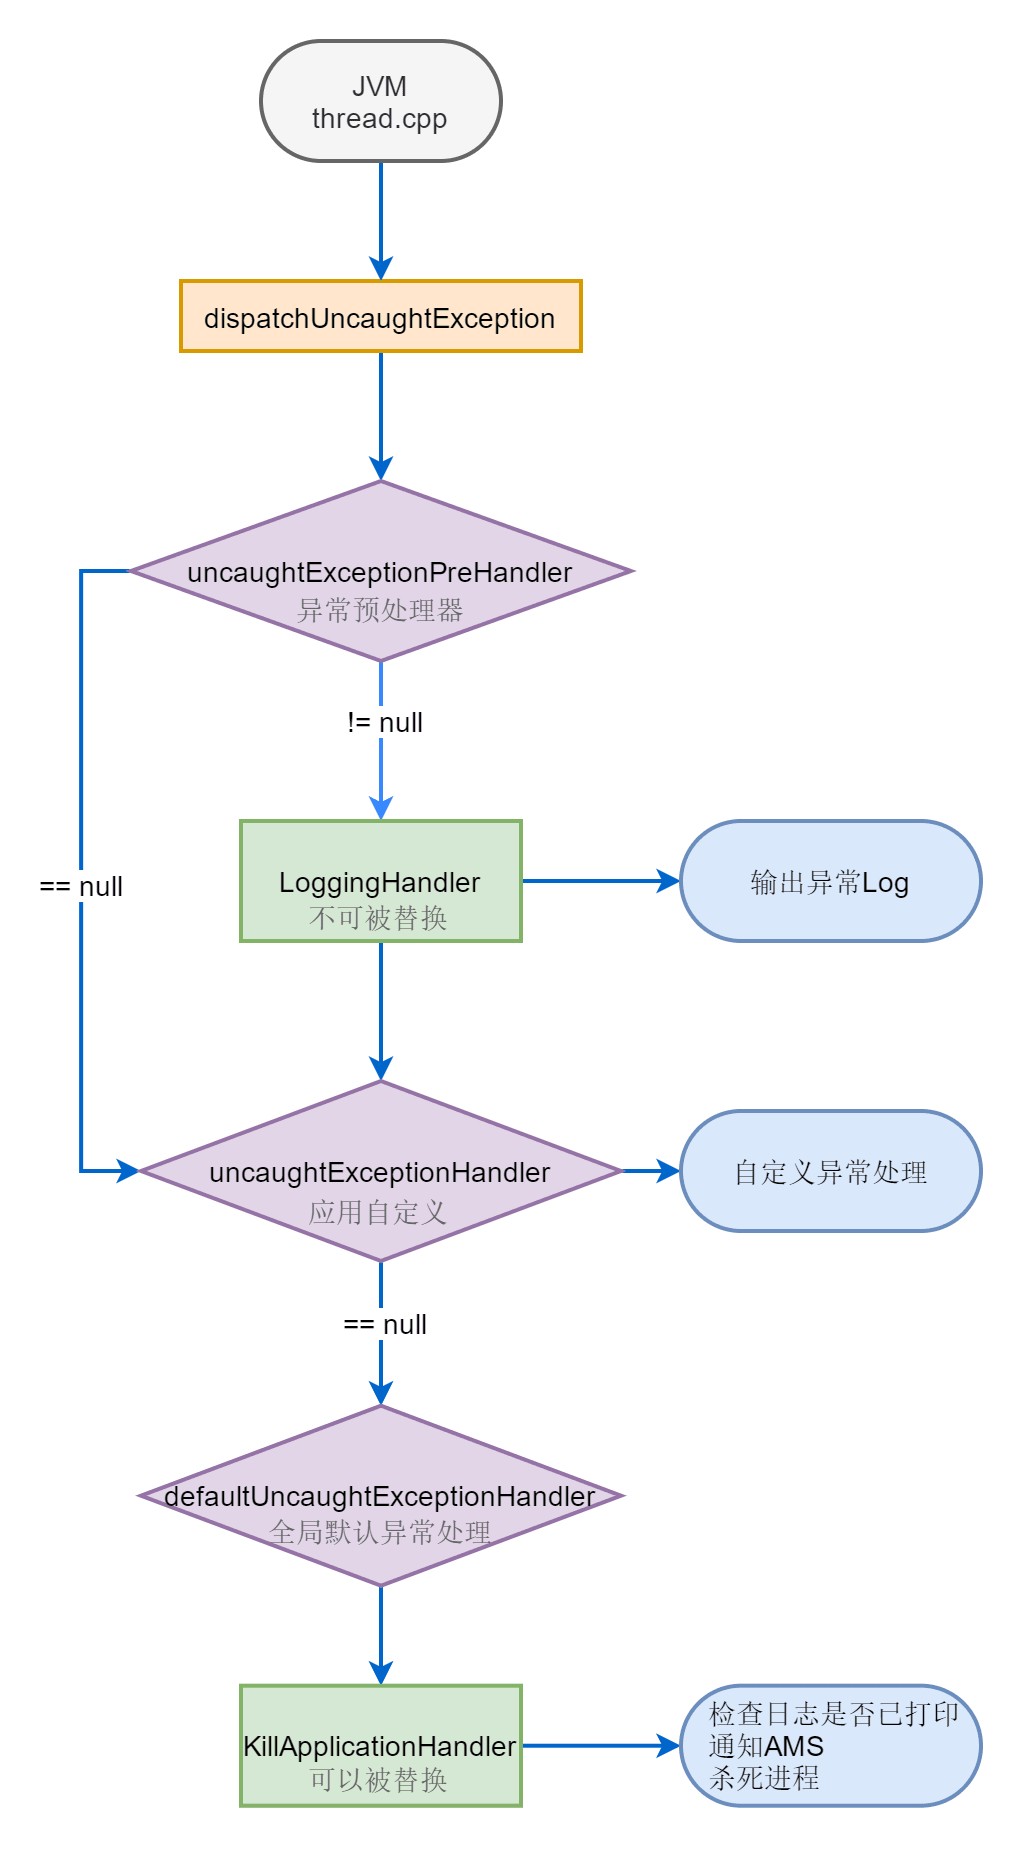 JVM
thread.cpp
dispatchUncaughtException
uncaughtExceptionPreHandler
异常预处理器
!= null
== null
LoggingHandler
不可被替换
输出异常Log
uncaughtExceptionHandler
应用自定义
自定义异常处理
== null
defaultUncaughtExceptionHandler
全局默认异常处理
KillApplicationHandler
可以被替换
检查日志是否已打印
通知AMS
杀死进程